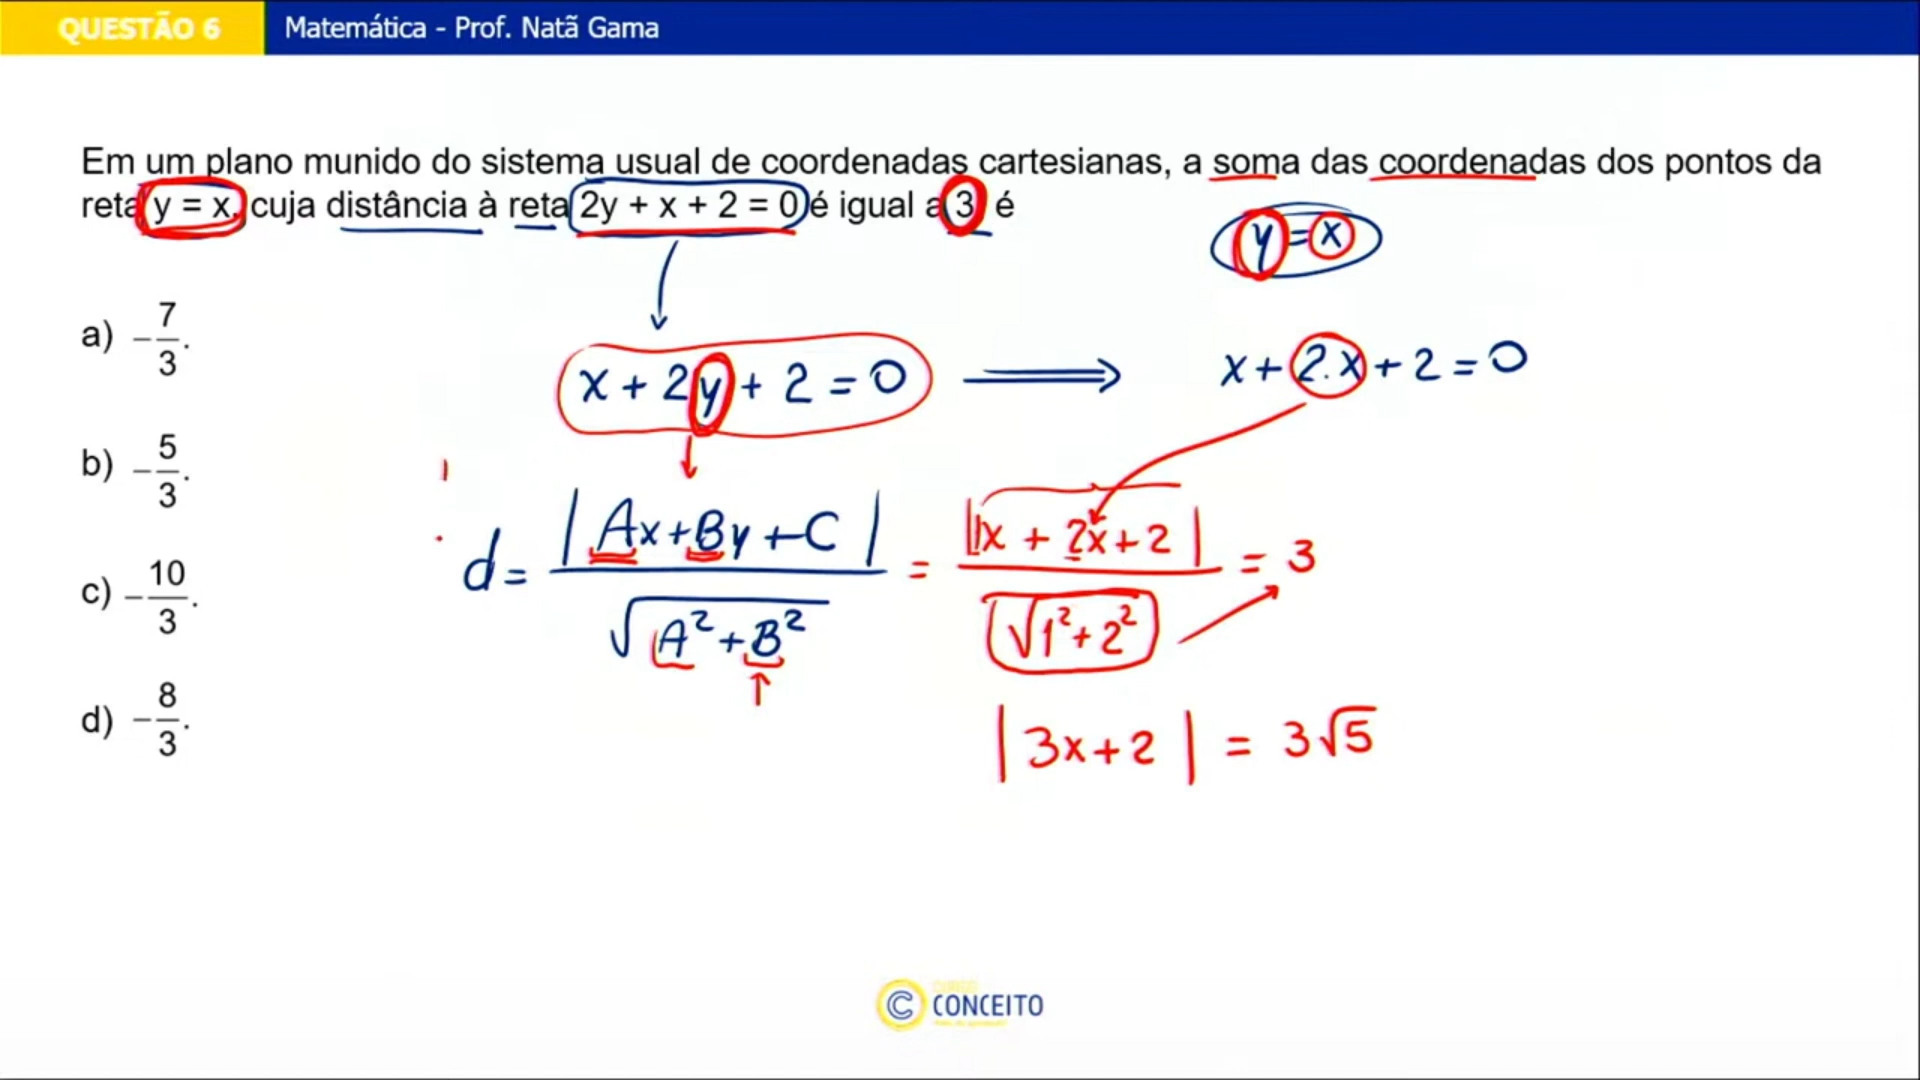 QUESTÃO 6
Matemática - Prof. Natã Gama
Em um plano munido do sistema usual de coordenadas cartesianas, a soma das coordenadas dos pontos da
reta y = x, cuja distância à reta 2y + x + 2 = 0 é igual a 3 é
y = x
a) -7/3.
x + 2y + 2 = 0 ⟹ x + 2.x + 2 = 0
b) -5/3.
d = |Ax + By + C| / √A² + B² = |1x + 2x + 2| / √1² + 2² = 3
c) -10/3.
d) -8/3.
|3x + 2| = 3√5
CURSO
CONCEITO